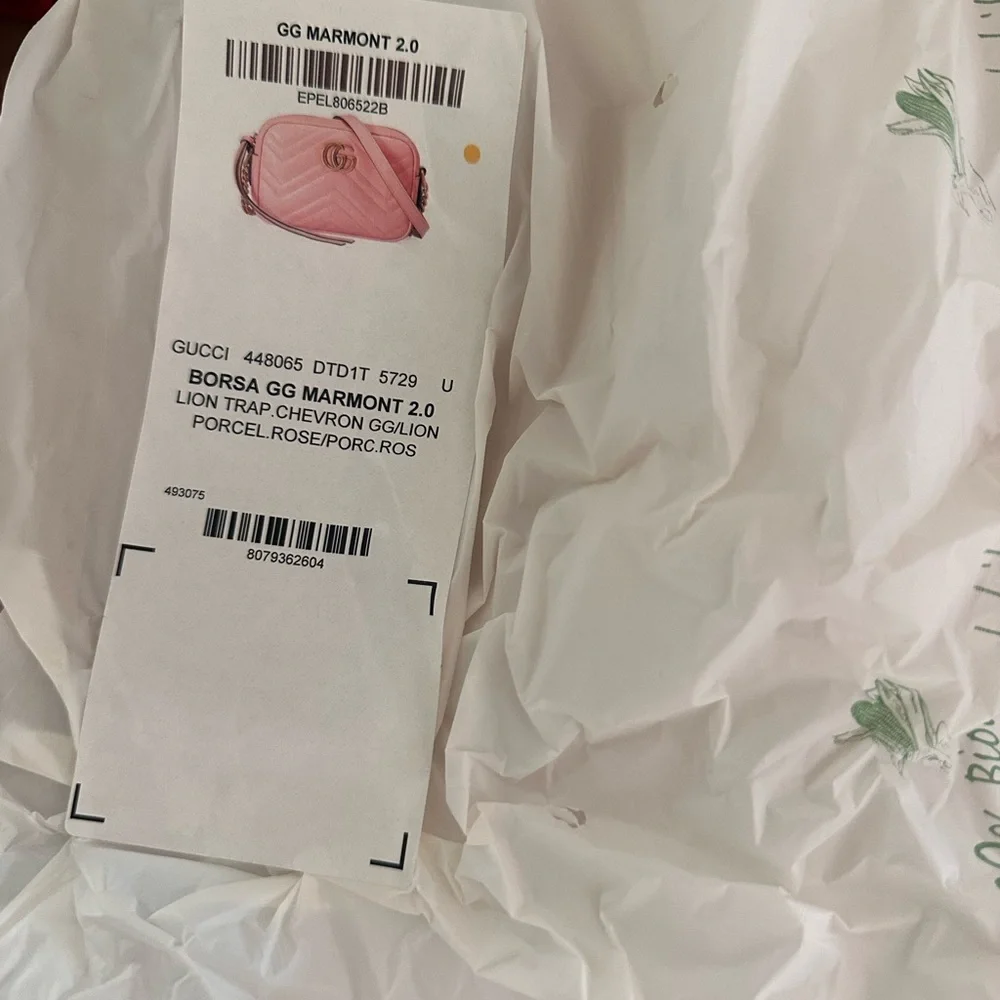 GG MARMONT 2.0
EPEL806522B
GUCCI 448065 DTD1T 5729 U
BORSA GG MARMONT 2.0
LION TRAP.CHEVRON GG/LION
PORCEL.ROSE/PORC.ROS
493075
8079362604